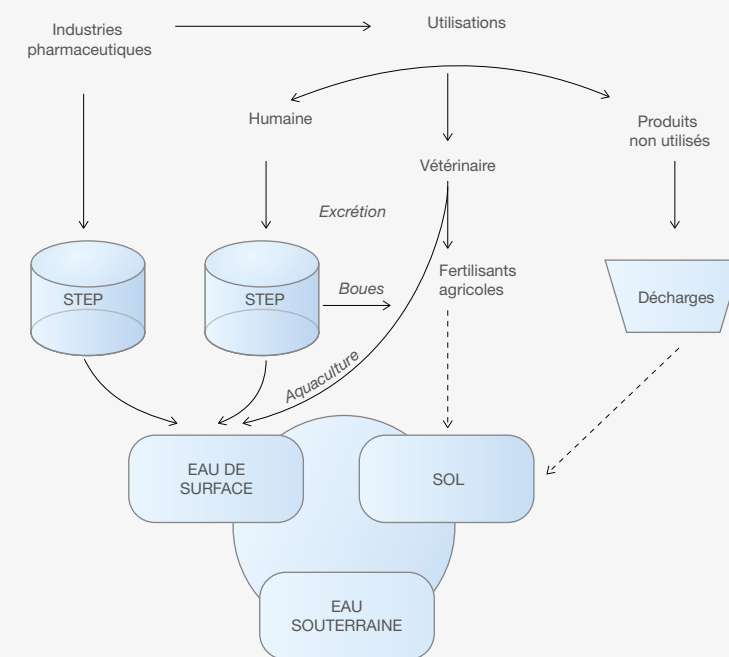 Industries
pharmaceutiques
Utilisations
Humaine
Vétérinaire
Produits
non utilisés
Excrétion
STEP
STEP
Boues
Fertilisants
agricoles
Décharges
Aquaculture
EAU DE
SURFACE
SOL
EAU
SOUTERRAINE